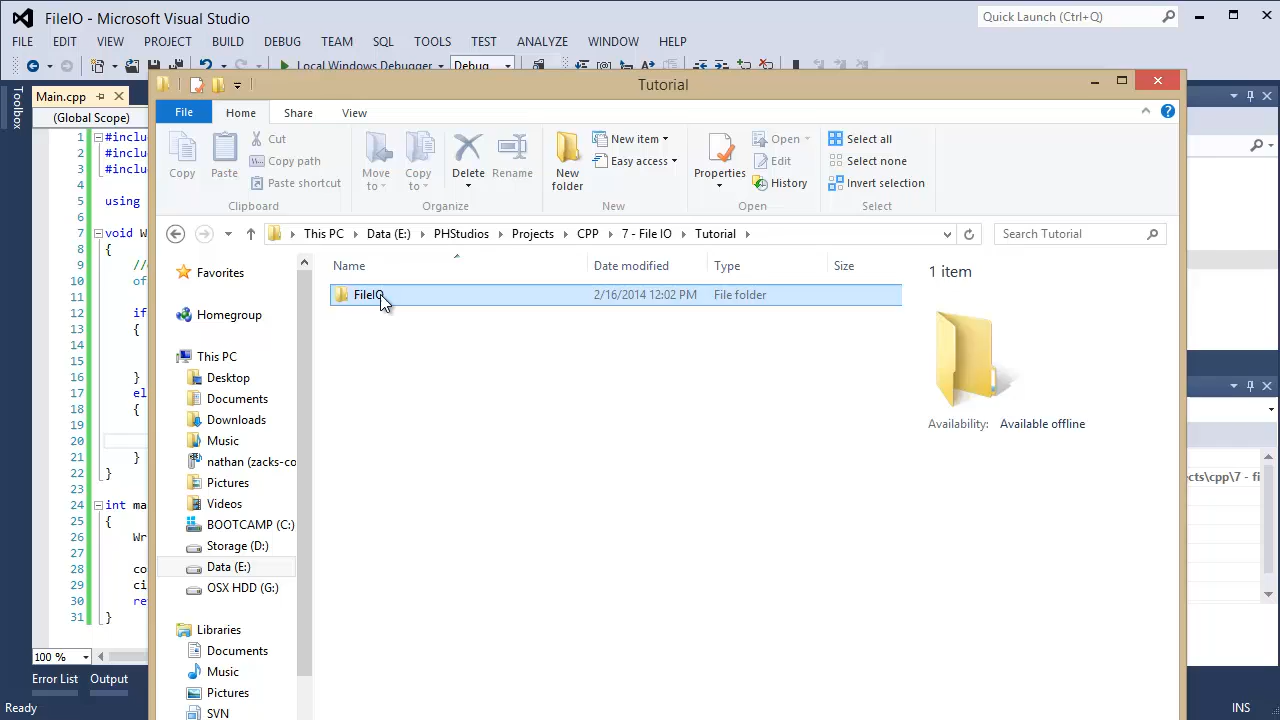 FileIO - Microsoft Visual Studio
Quick Launch (Ctrl+Q)
FILE EDIT VIEW PROJECT BUILD DEBUG TEAM SQL TOOLS TEST ANALYZE WINDOW HELP
Local Windows Debugger Debug
Toolbox
Main.cpp
(Global Scope)
Tutorial
File Home Share View
Copy
Paste
Cut
Copy path
Paste shortcut
Clipboard
Move to
Copy to
Delete
Rename
Organize
New folder
New item
Easy access
New
Properties
Open
Edit
History
Open
Select all
Select none
Invert selection
Select
This PC Data (E:) PHStudios Projects CPP 7 - File IO Tutorial
Search Tutorial
Name Date modified Type Size
FileIO 2/16/2014 12:02 PM File folder
1 item
Availability: Available offline
Favorites
Homegroup
This PC
Desktop
Documents
Downloads
Music
nathan (zacks-co
Pictures
Videos
BOOTCAMP (C:)
Storage (D:)
Data (E:)
OSX HDD (G:)
Libraries
Documents
Music
Pictures
SVN
1 #inclu
2 #inclu
3 #inclu
4
5 using
6
7 void W
8 {
9 //
10 of
11
12 if
13 {
14
15
16 }
17 el
18 {
19
20
21 }
22 }
23
24 int ma
25 {
26 Wr
27
28 co
29 ci
30 re
31 }
100 %
cts\cpp\7 - fi
Error List Output
Ready
INS